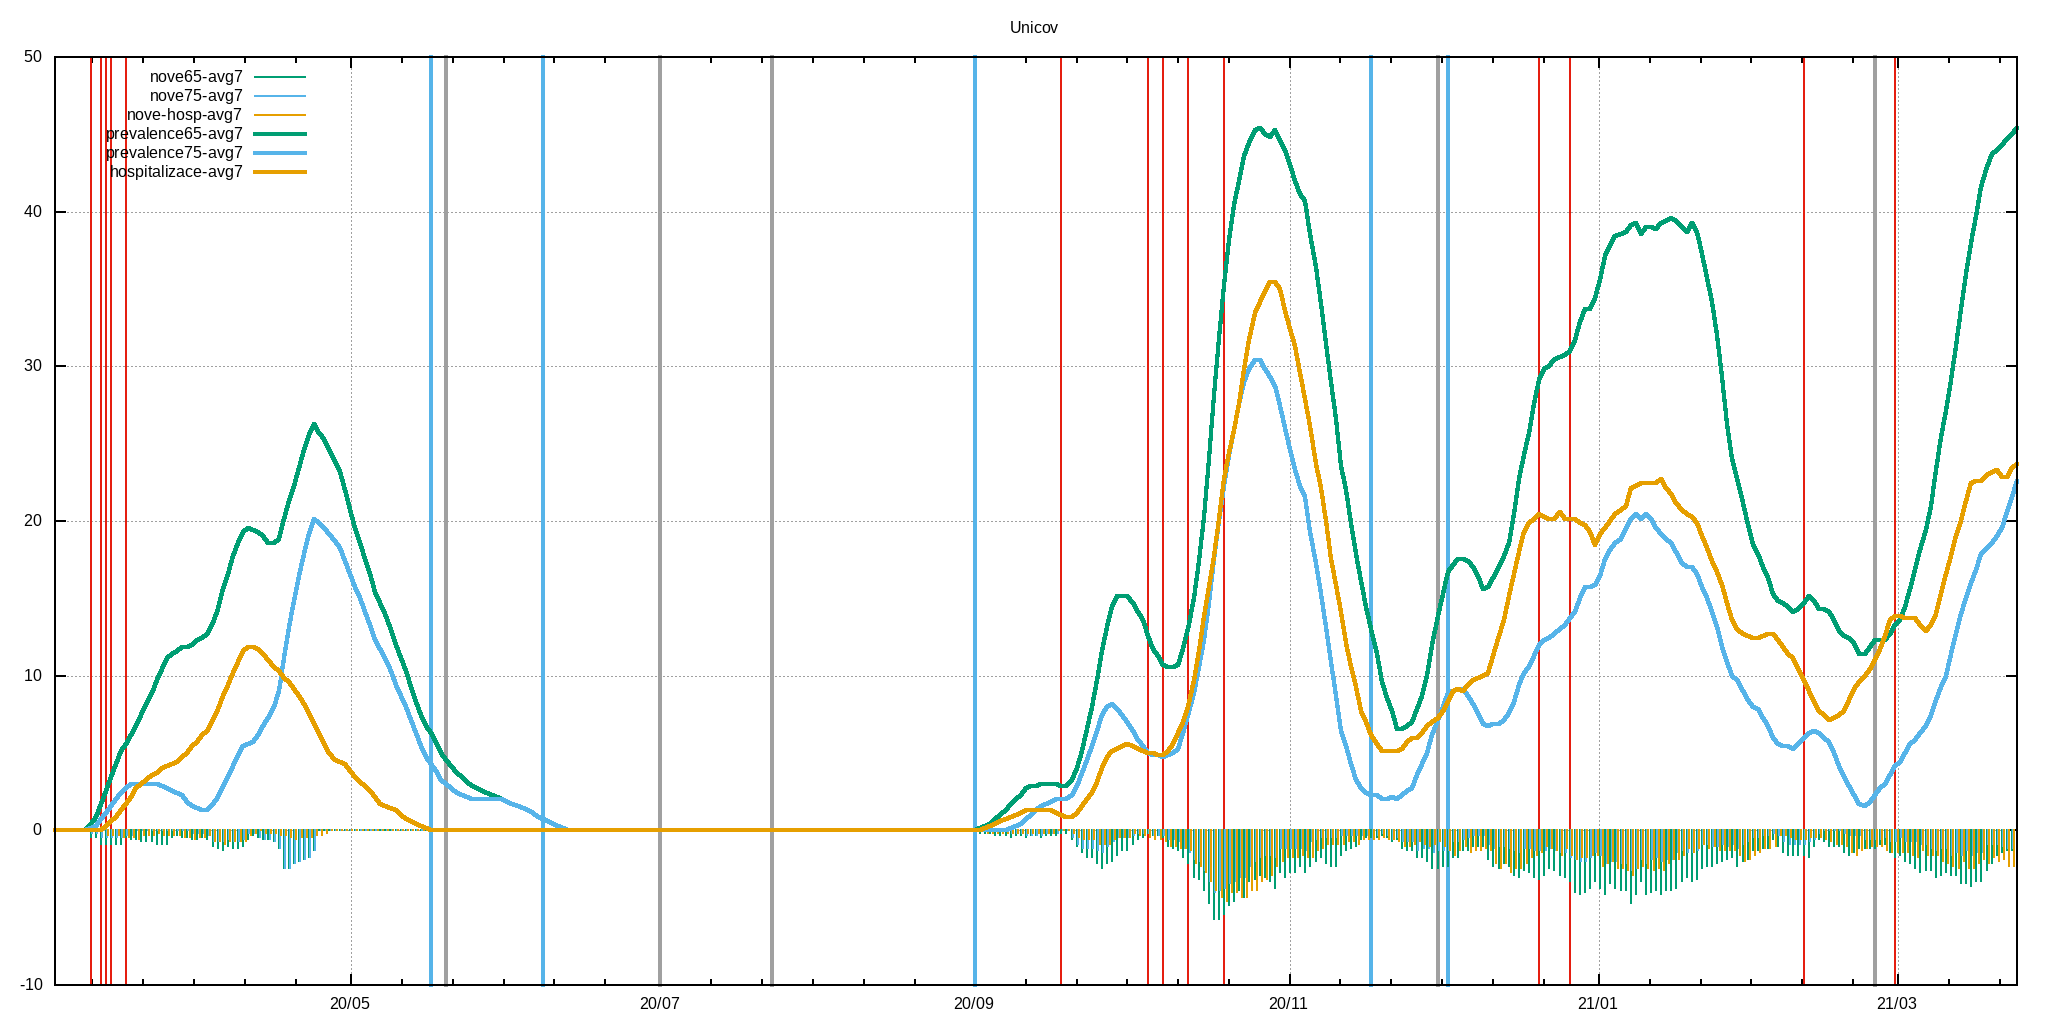 Unicov
50
nove65-avg7
nove75-avg7
nove-hosp-avg7
prevalence65-avg7
prevalence75-avg7
hospitalizace-avg7
40
30
20
10
0
-10
20/05 20/07 20/09 20/11 21/01 21/03